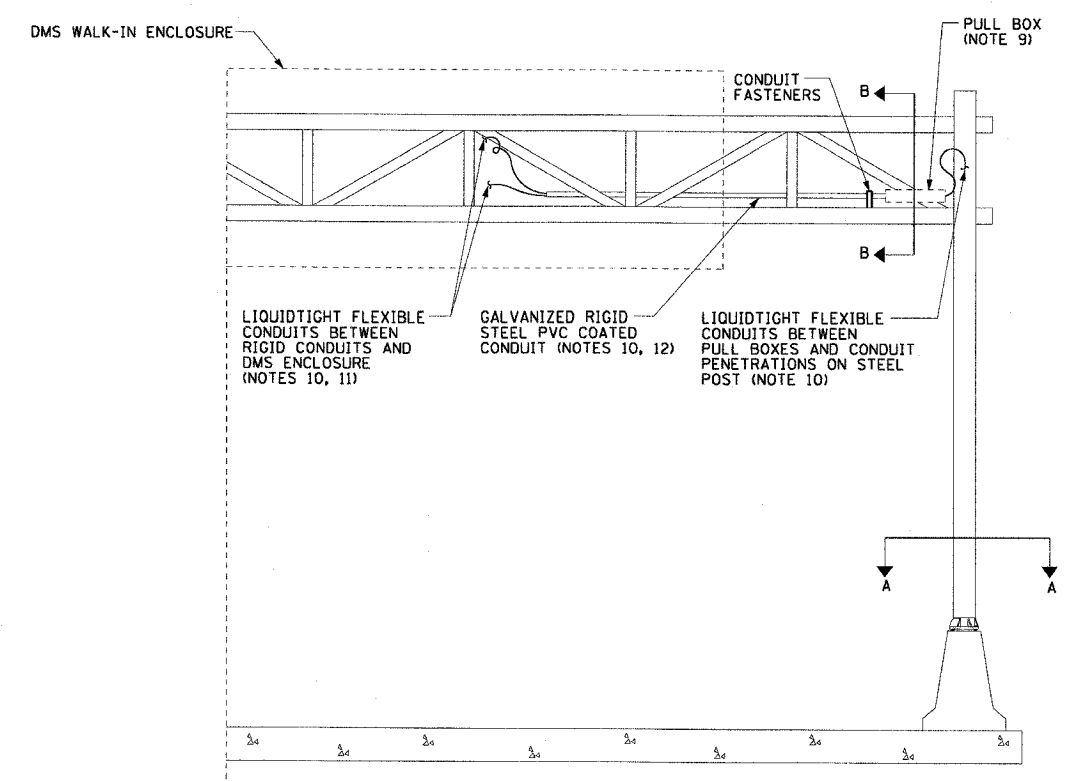 DMS WALK-IN ENCLOSURE
PULL BOX
(NOTE 9)
CONDUIT
FASTENERS
B
B
LIQUIDTIGHT FLEXIBLE
CONDUITS BETWEEN
RIGID CONDUITS AND
DMS ENCLOSURE
(NOTES 10, 11)
GALVANIZED RIGID
STEEL PVC COATED
CONDUIT (NOTES 10, 12)
LIQUIDTIGHT FLEXIBLE
CONDUITS BETWEEN
PULL BOXES AND CONDUIT
PENETRATIONS ON STEEL
POST (NOTE 10)
A
A